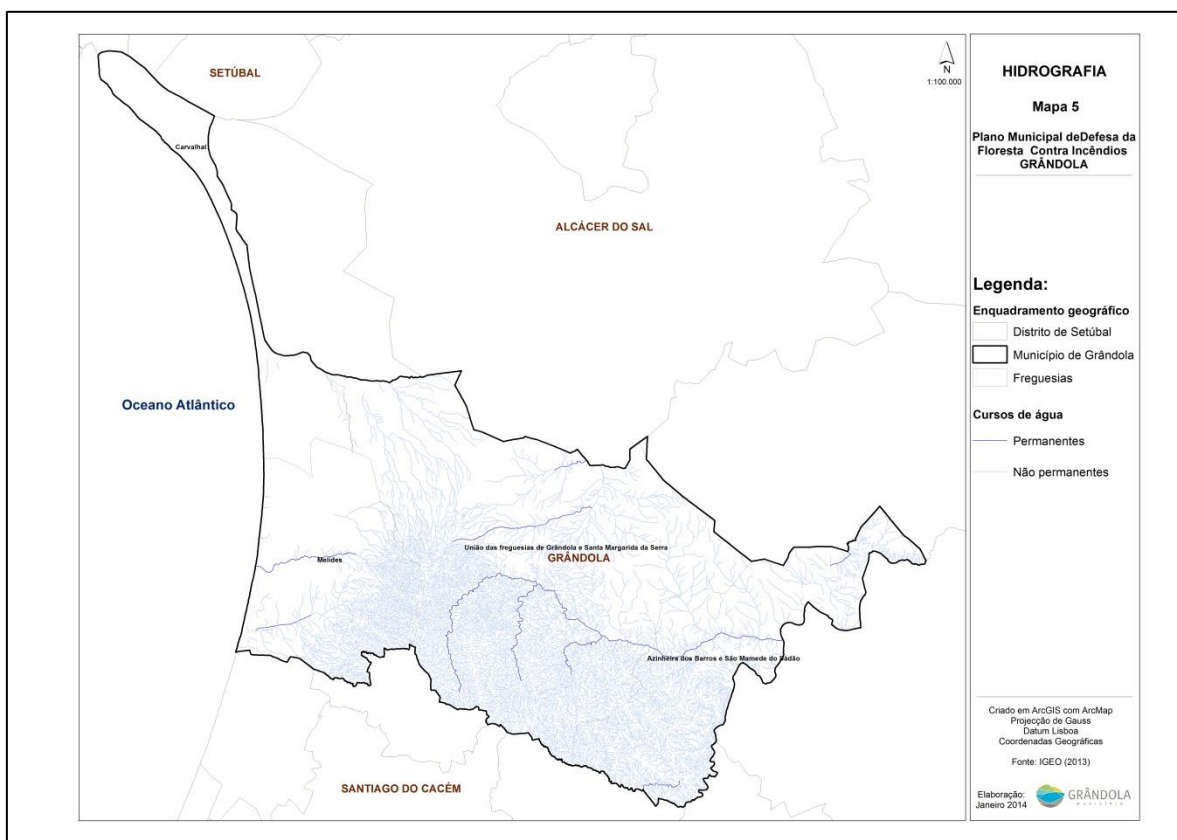 SETÚBAL
N
1:100.000
Carvalhal
ALCÁCER DO SAL
Oceano Atlântico
Melides
União das freguesias de Grândola e Santa Margarida da Serra
GRÂNDOLA
Azinheira dos Barros e São Mamede do Sádão
SANTIAGO DO CACÉM
HIDROGRAFIA
Mapa 5
Plano Municipal deDefesa da
Floresta Contra Incêndios
GRÂNDOLA
Legenda:
Enquadramento geográfico
Distrito de Setúbal
Município de Grândola
Freguesias
Cursos de água
Permanentes
Não permanentes
Criado em ArcGIS com ArcMap
Projecção de Gauss
Datum Lisboa
Coordenadas Geográficas
Fonte: IGEO (2013)
Elaboração:
Janeiro 2014
GRÂNDOLA
MUNICÍPIO